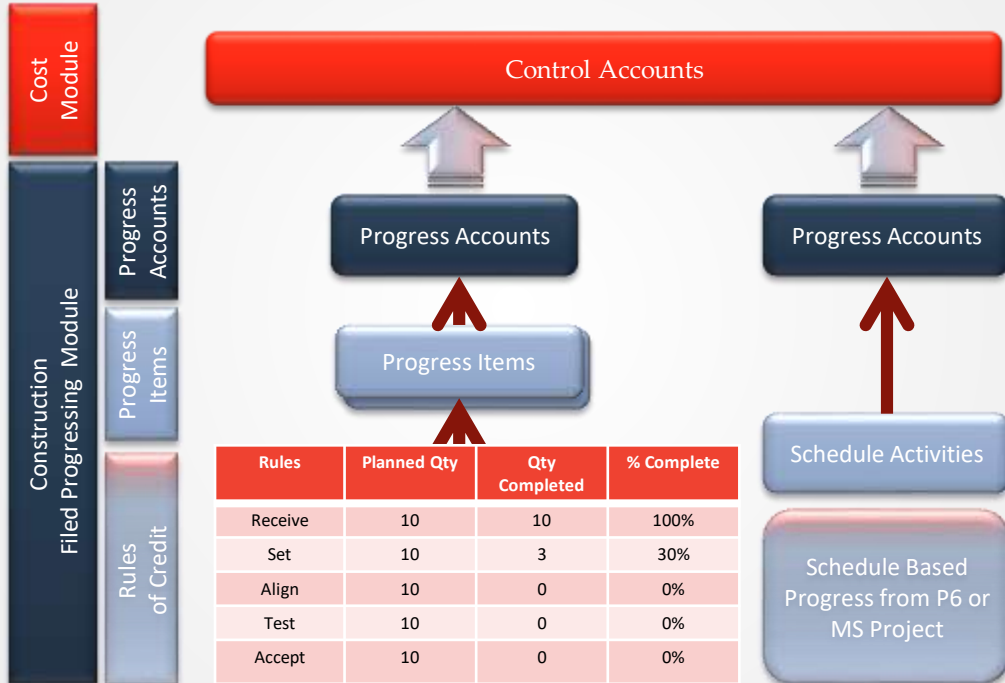 Cost
Module
Control Accounts
Construction
Filed Progressing Module
Progress
Accounts
Progress Accounts
Progress Accounts
Progress
Items
Progress Items
Rules
of Credit
Rules Planned Qty Qty Completed % Complete
Receive 10 10 100%
Set 10 3 30%
Align 10 0 0%
Test 10 0 0%
Accept 10 0 0%
Schedule Activities
Schedule Based
Progress from P6 or
MS Project